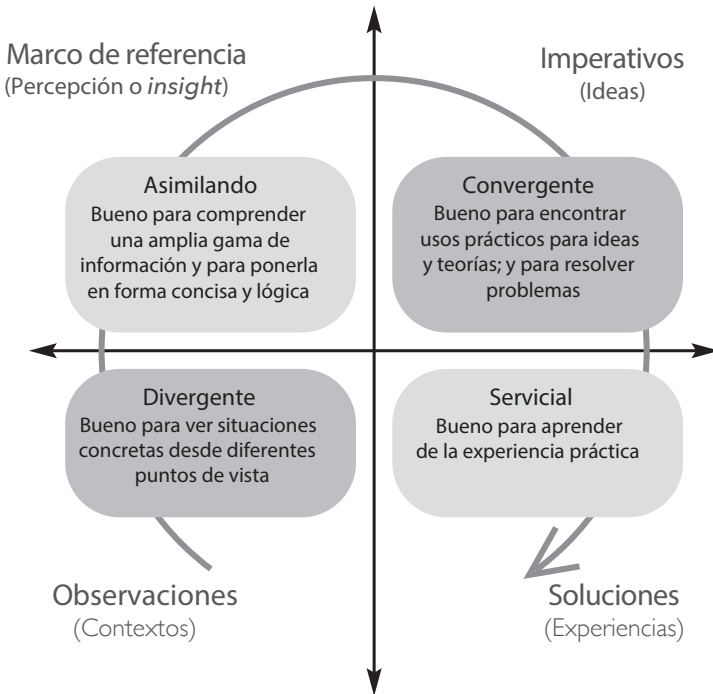 Marco de referencia
(Percepción o insight)
Imperativos
(Ideas)
Asimilando
Bueno para comprender
una amplia gama de
información y para ponerla
en forma concisa y lógica
Convergente
Bueno para encontrar
usos prácticos para ideas
y teorías; y para resolver
problemas
Divergente
Bueno para ver situaciones
concretas desde diferentes
puntos de vista
Servicial
Bueno para aprender
de la experiencia práctica
Observaciones
(Contextos)
Soluciones
(Experiencias)